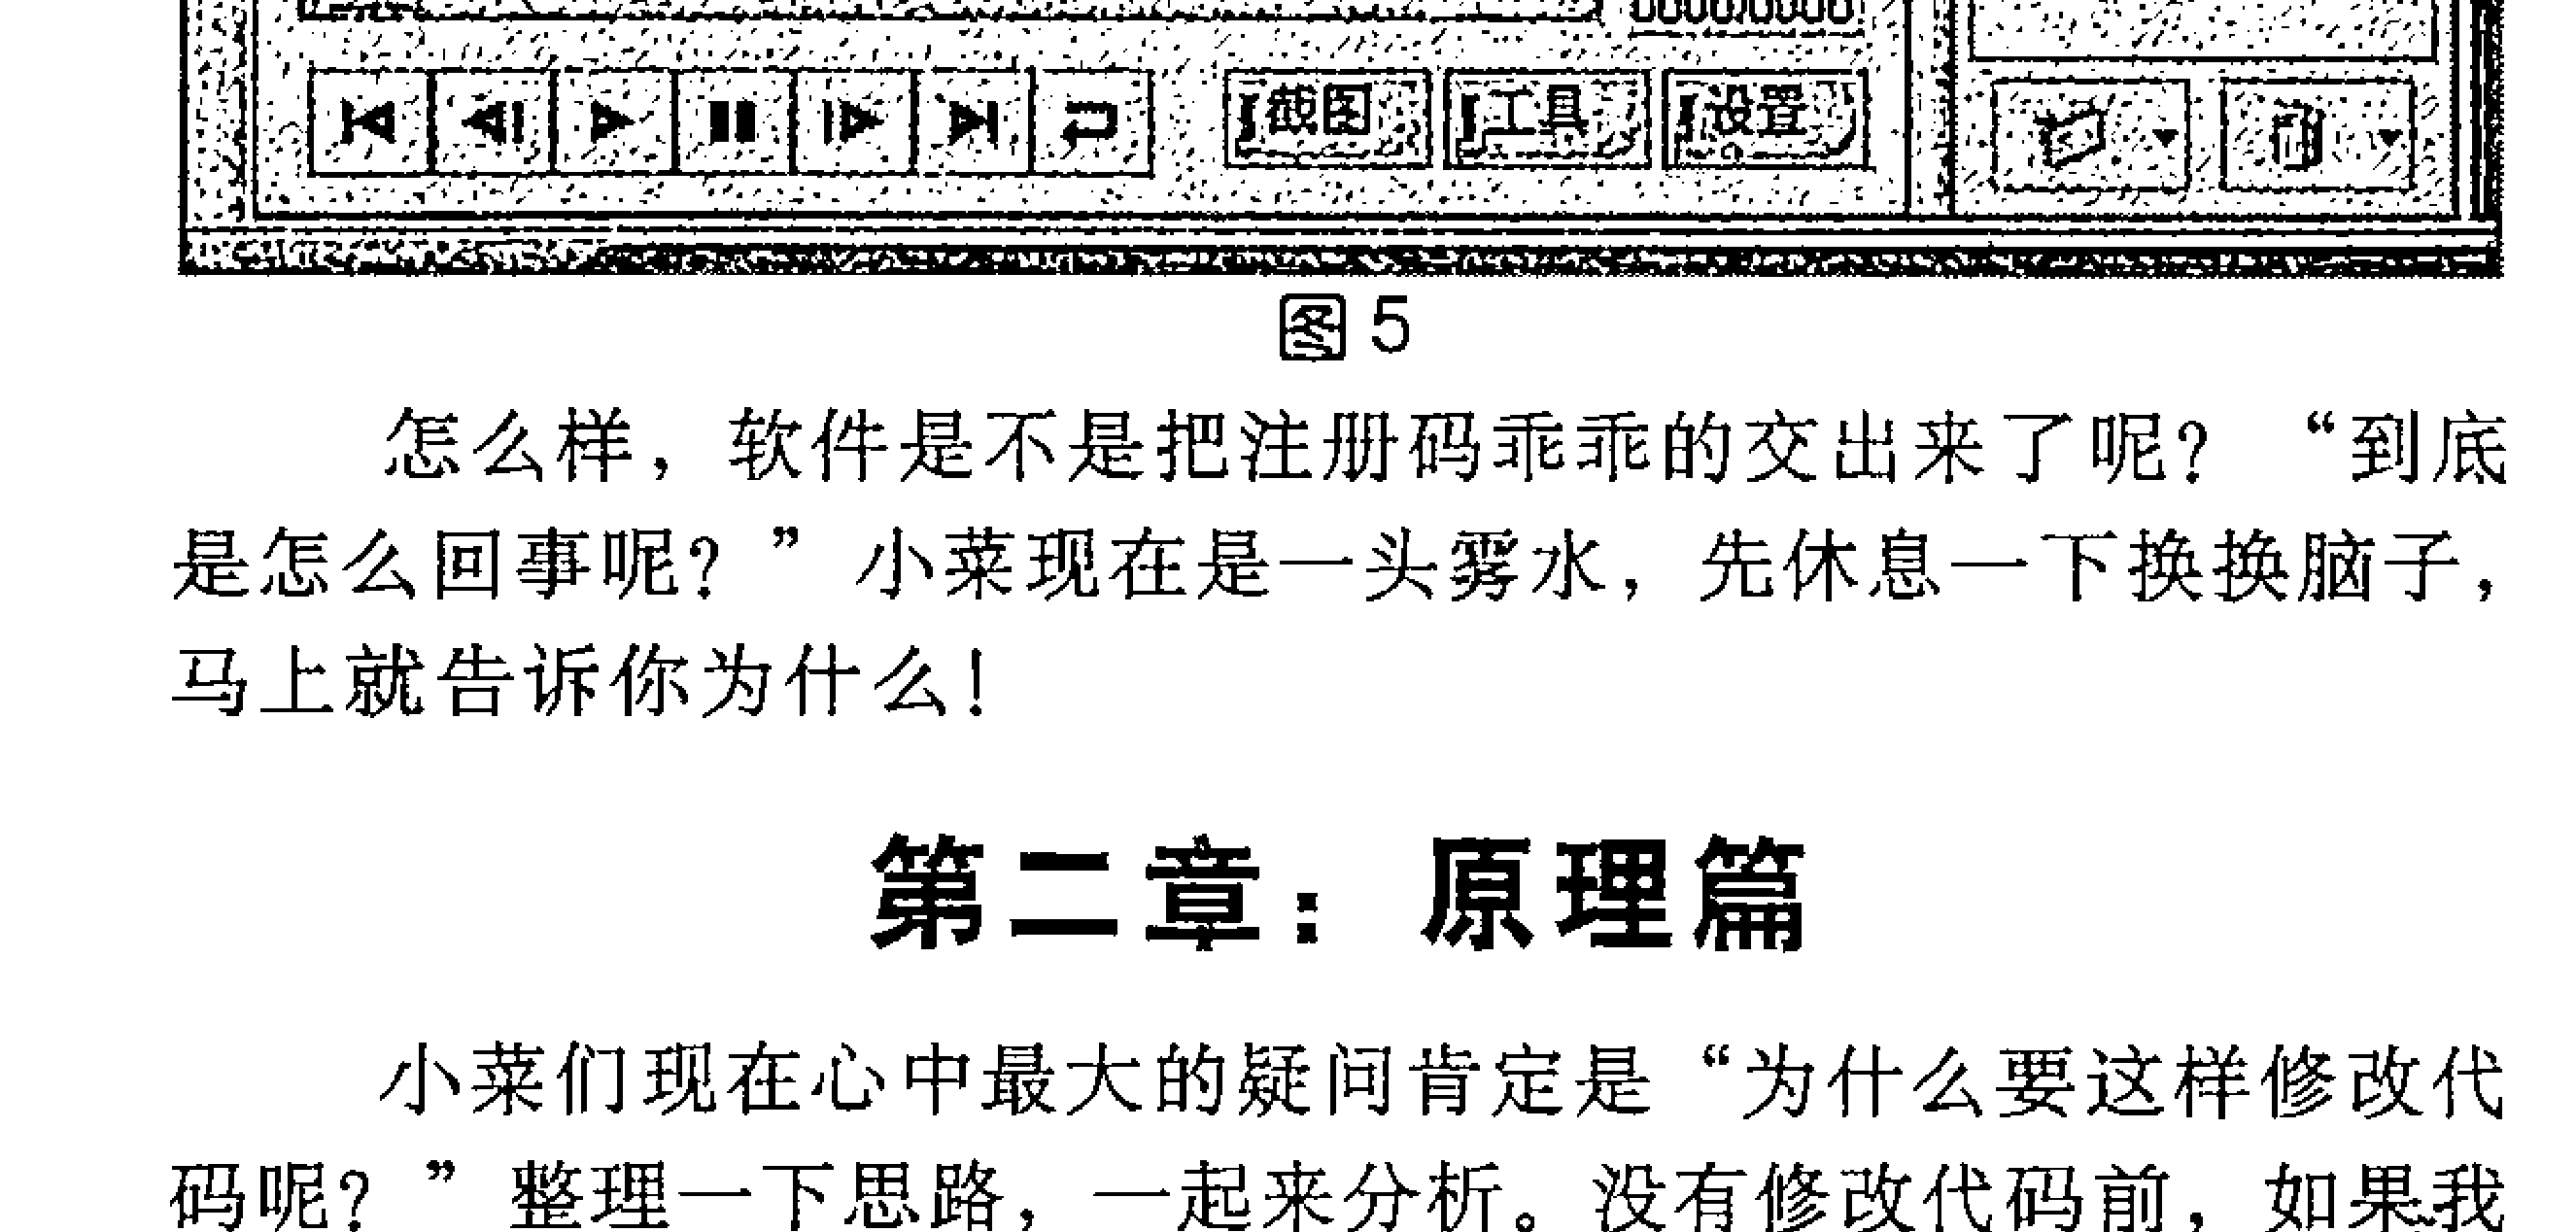 截图 工具 设置
图 5
怎么样，软件是不是把注册码乖乖的交出来了呢？“到底
是怎么回事呢？”小菜现在是一头雾水，先休息一下换换脑子，
马上就告诉你为什么！
第二章：原理篇
小菜们现在心中最大的疑问肯定是“为什么要这样修改代
码呢？”整理一下思路，一起来分析。没有修改代码前，如果我